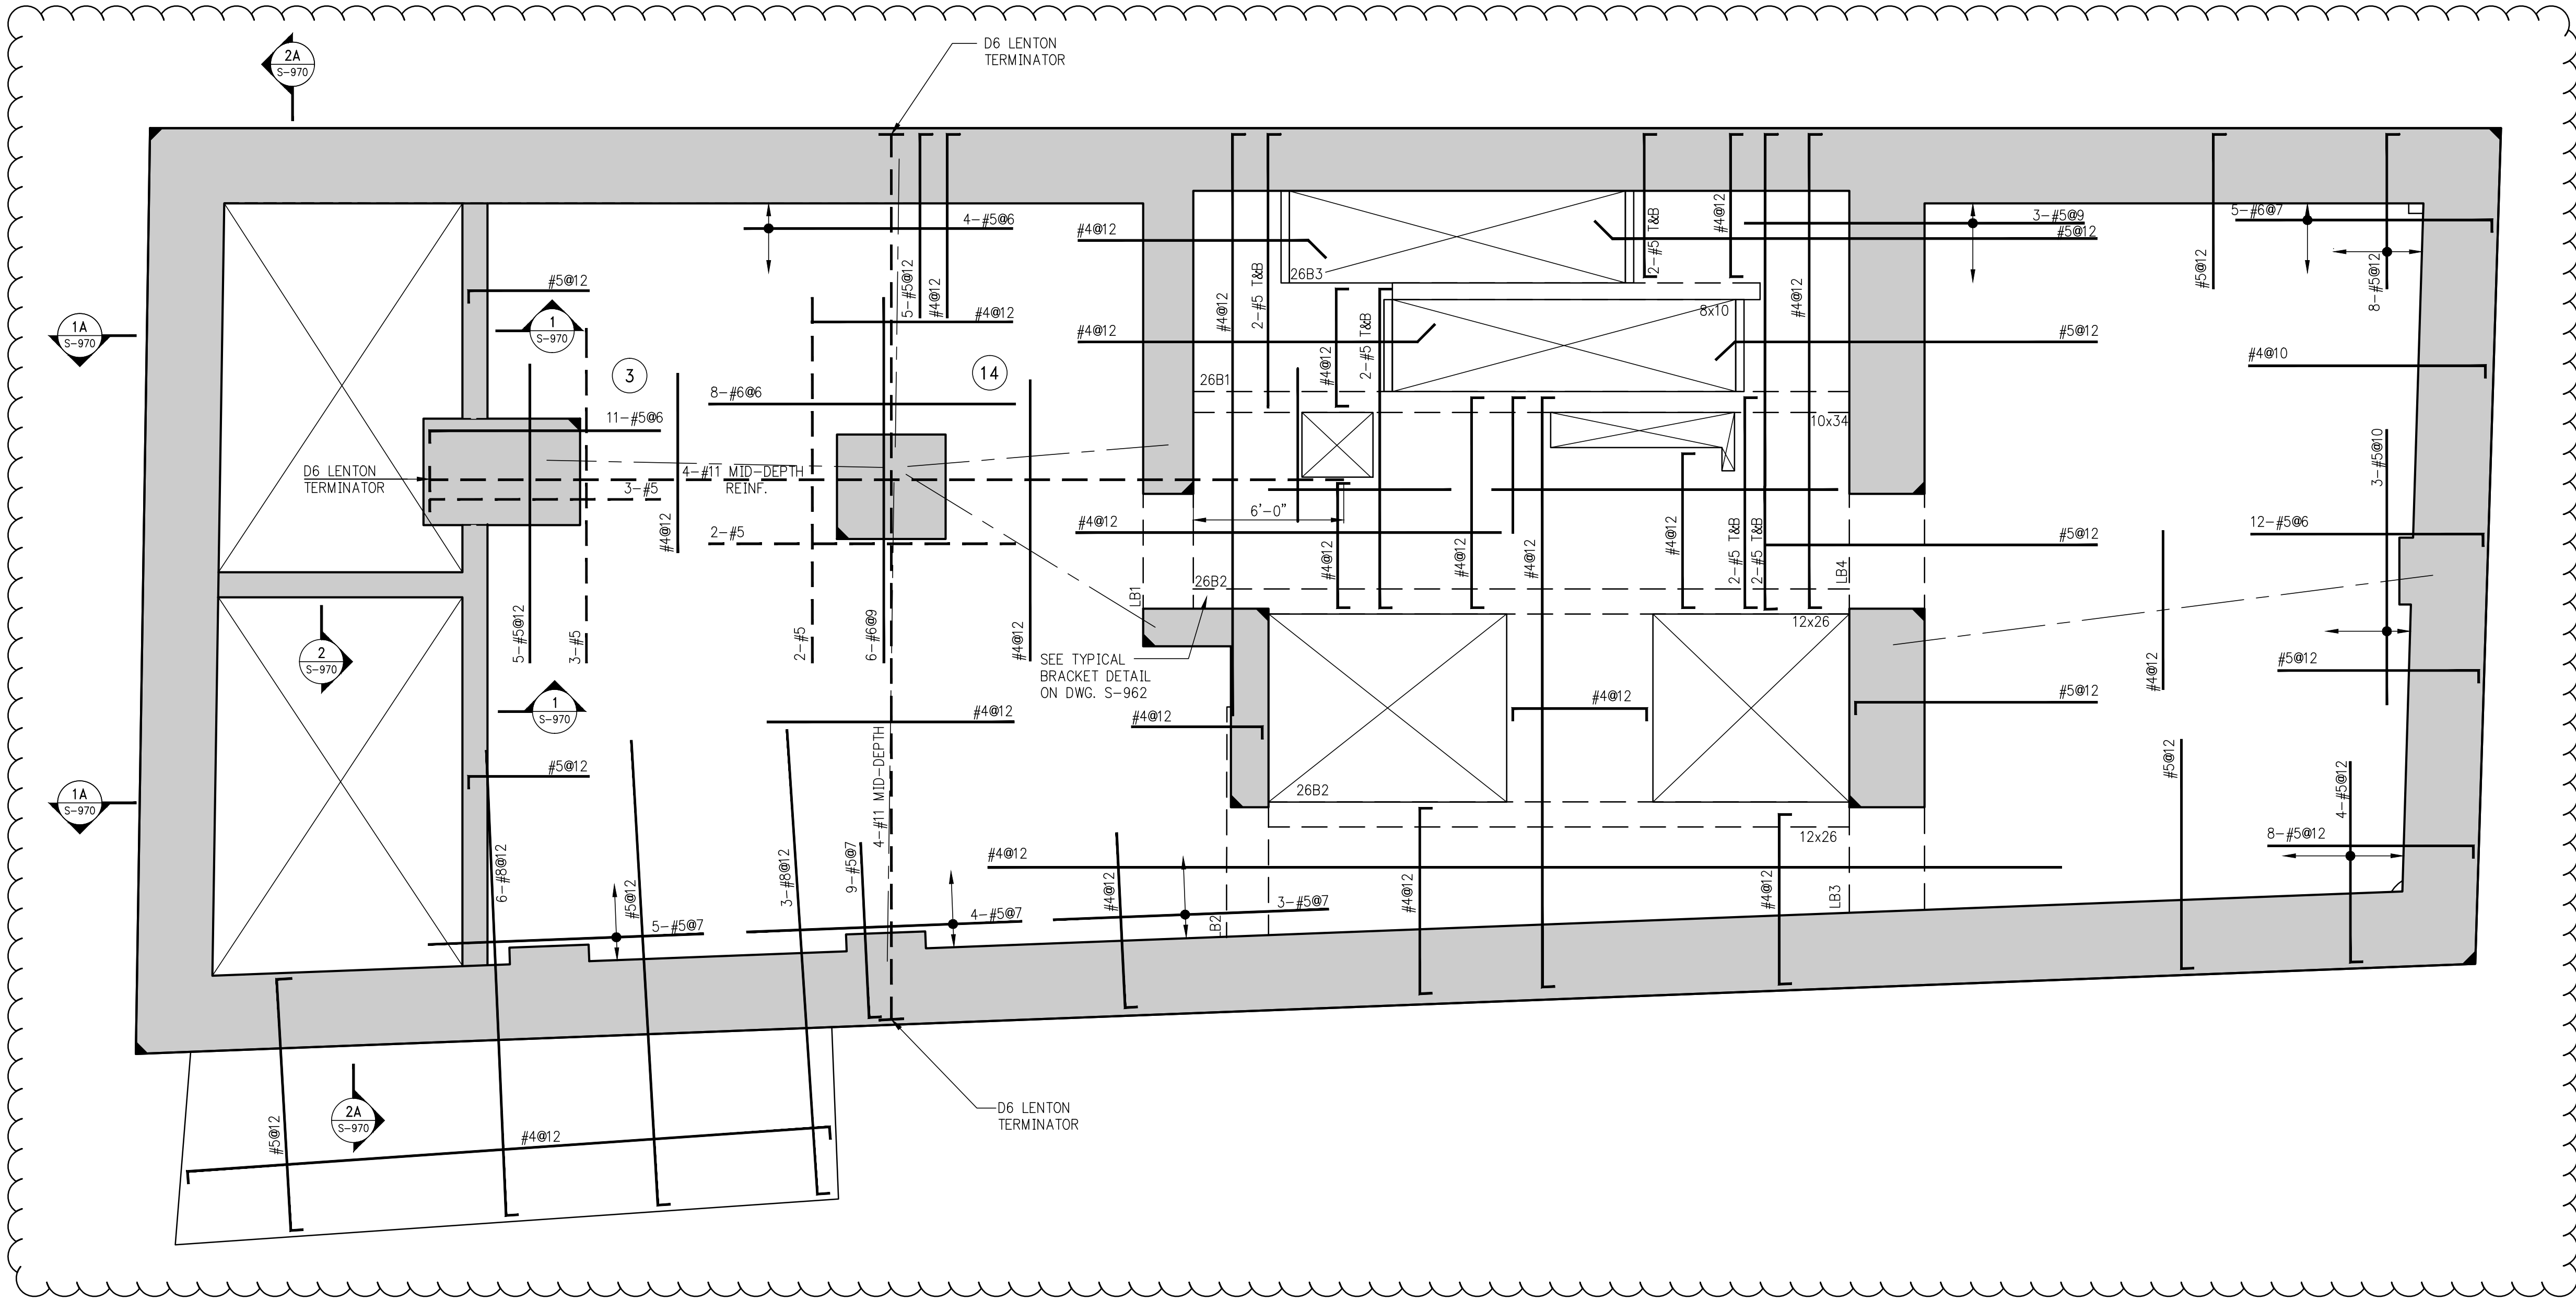 D6 LENTON
TERMINATOR
2A
S-970
4-#5@6
#4@12
5-#5@12
#4@12
#4@12
2-#5 T&B
26B3
2-#5 T&B
#4@12
3-#5@9
#5@12
5-#6@7
#5@12
8-#5@12
#5@12
1
S-970
1A
S-970
#4@12
#4@12
#4@12
#4@12
2-#5 T&B
8x10
#4@12
#5@12
#4@10
3
14
26B1
8-#6@6
11-#5@6
10x34
D6 LENTON
TERMINATOR
4-#11 MID-DEPTH
REINF.
3-#5
3-#5@10
6'-0"
#4@12
2-#5
#4@12
12-#5@6
#5@12
#4@12
#4@12
#4@12
#4@12
2-#5 T&B
2-#5 T&B
LB4
26B2
LB1
5-#5@12
3-#5
2-#5
6-#6@9
#4@12
12x26
2
S-970
SEE TYPICAL
BRACKET DETAIL
ON DWG. S-962
#4@12
#5@12
#5@12
1
S-970
#4@12
#4@12
#4@12
#5@12
1A
S-970
#5@12
4-#11 MID-DEPTH
26B2
#5@12
4-#5@12
12x26
8-#5@12
6-#8@12
#5@12
3-#8@12
9-#5@7
#4@12
#4@12
#4@12
#4@12
LB3
5-#5@7
4-#5@7
3-#5@7
LB2
2A
S-970
#5@12
#4@12
D6 LENTON
TERMINATOR